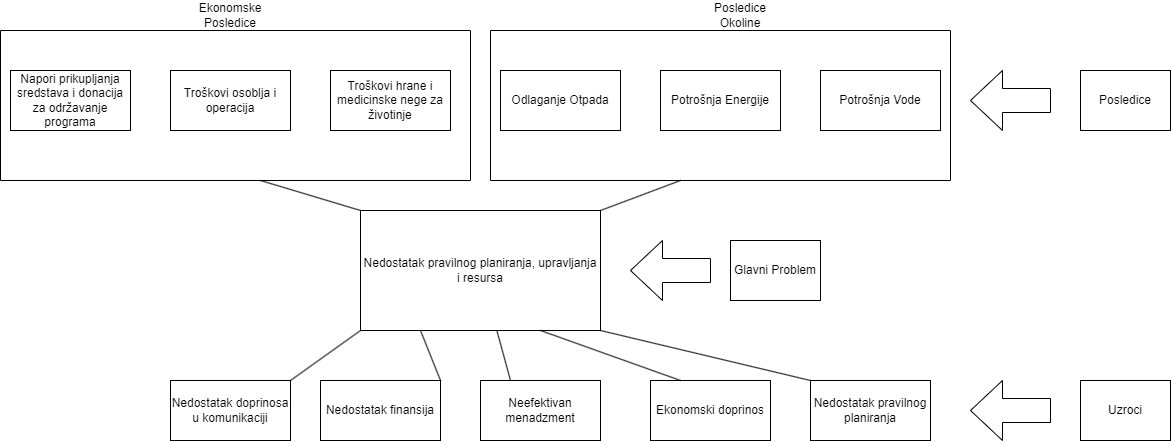 Ekonomske
Posledice
Posledice
Okoline
Napori prikupljanja
sredstava i donacija
za održavanje
programa
Troškovi osoblja i
operacija
Troškovi hrane i
medicinske nege za
životinje
Odlaganje Otpada
Potrošnja Energije
Potrošnja Vode
Posledice
Nedostatak pravilnog planiranja, upravljanja
i resursa
Glavni Problem
Nedostatak doprinosa
u komunikaciji
Nedostatak finansija
Neefektivan
menadzment
Ekonomski doprinos
Nedostatak pravilnog
planiranja
Uzroci